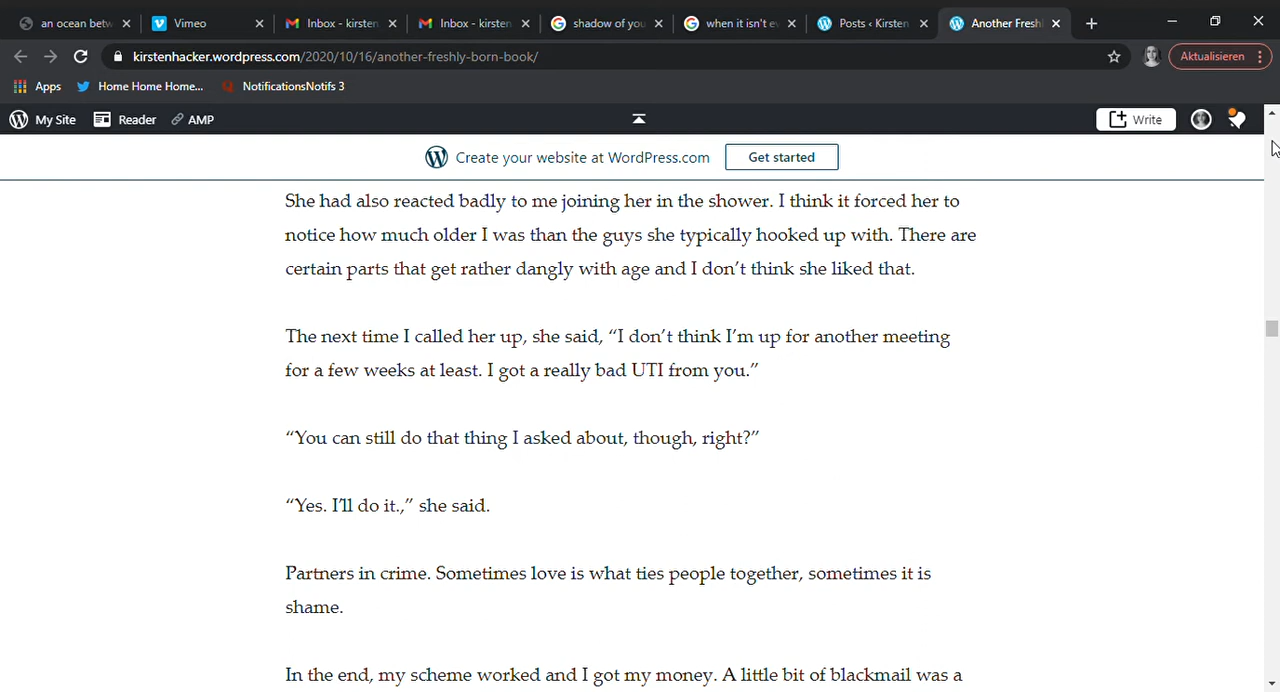 an ocean betw
Vimeo
Inbox - kirsten
Inbox - kirsten
shadow of you
when it isn't ev
Posts ‹ Kirsten
Another Fresh
kirstenhacker.wordpress.com/2020/10/16/another-freshly-born-book/
Aktualisieren
Apps
Home Home Home...
NotificationsNotifs 3
My Site
Reader
AMP
Write
Create your website at WordPress.com
Get started
She had also reacted badly to me joining her in the shower. I think it forced her to
notice how much older I was than the guys she typically hooked up with. There are
certain parts that get rather dangly with age and I don’t think she liked that.
The next time I called her up, she said, “I don’t think I’m up for another meeting
for a few weeks at least. I got a really bad UTI from you.”
“You can still do that thing I asked about, though, right?”
“Yes. I’ll do it.,” she said.
Partners in crime. Sometimes love is what ties people together, sometimes it is
shame.
In the end, my scheme worked and I got my money. A little bit of blackmail was a